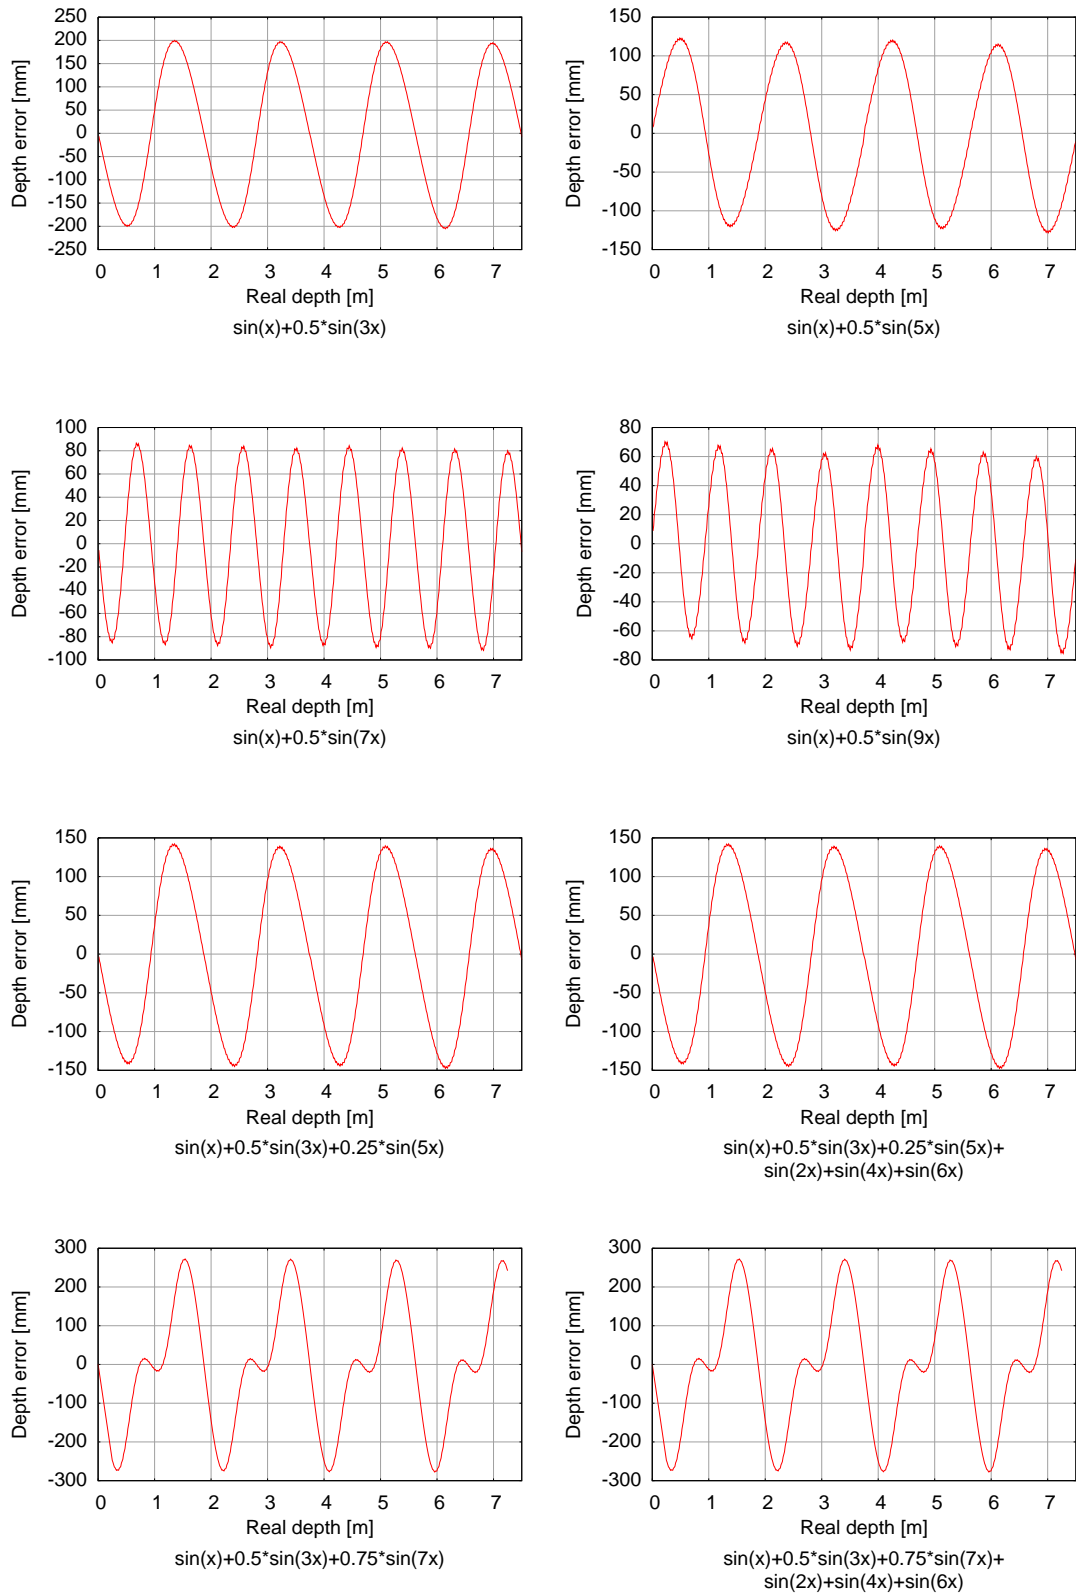 250
200
150
100
50
0
-50
-100
-150
-200
-250
Depth error [mm]
0 1 2 3 4 5 6 7
Real depth [m]
sin(x)+0.5*sin(3x)
150
100
50
0
-50
-100
-150
Depth error [mm]
0 1 2 3 4 5 6 7
Real depth [m]
sin(x)+0.5*sin(5x)
100
80
60
40
20
0
-20
-40
-60
-80
-100
Depth error [mm]
0 1 2 3 4 5 6 7
Real depth [m]
sin(x)+0.5*sin(7x)
80
60
40
20
0
-20
-40
-60
-80
Depth error [mm]
0 1 2 3 4 5 6 7
Real depth [m]
sin(x)+0.5*sin(9x)
150
100
50
0
-50
-100
-150
Depth error [mm]
0 1 2 3 4 5 6 7
Real depth [m]
sin(x)+0.5*sin(3x)+0.25*sin(5x)
150
100
50
0
-50
-100
-150
Depth error [mm]
0 1 2 3 4 5 6 7
Real depth [m]
sin(x)+0.5*sin(3x)+0.25*sin(5x)+
sin(2x)+sin(4x)+sin(6x)
300
200
100
0
-100
-200
-300
Depth error [mm]
0 1 2 3 4 5 6 7
Real depth [m]
sin(x)+0.5*sin(3x)+0.75*sin(7x)
300
200
100
0
-100
-200
-300
Depth error [mm]
0 1 2 3 4 5 6 7
Real depth [m]
sin(x)+0.5*sin(3x)+0.75*sin(7x)+
sin(2x)+sin(4x)+sin(6x)